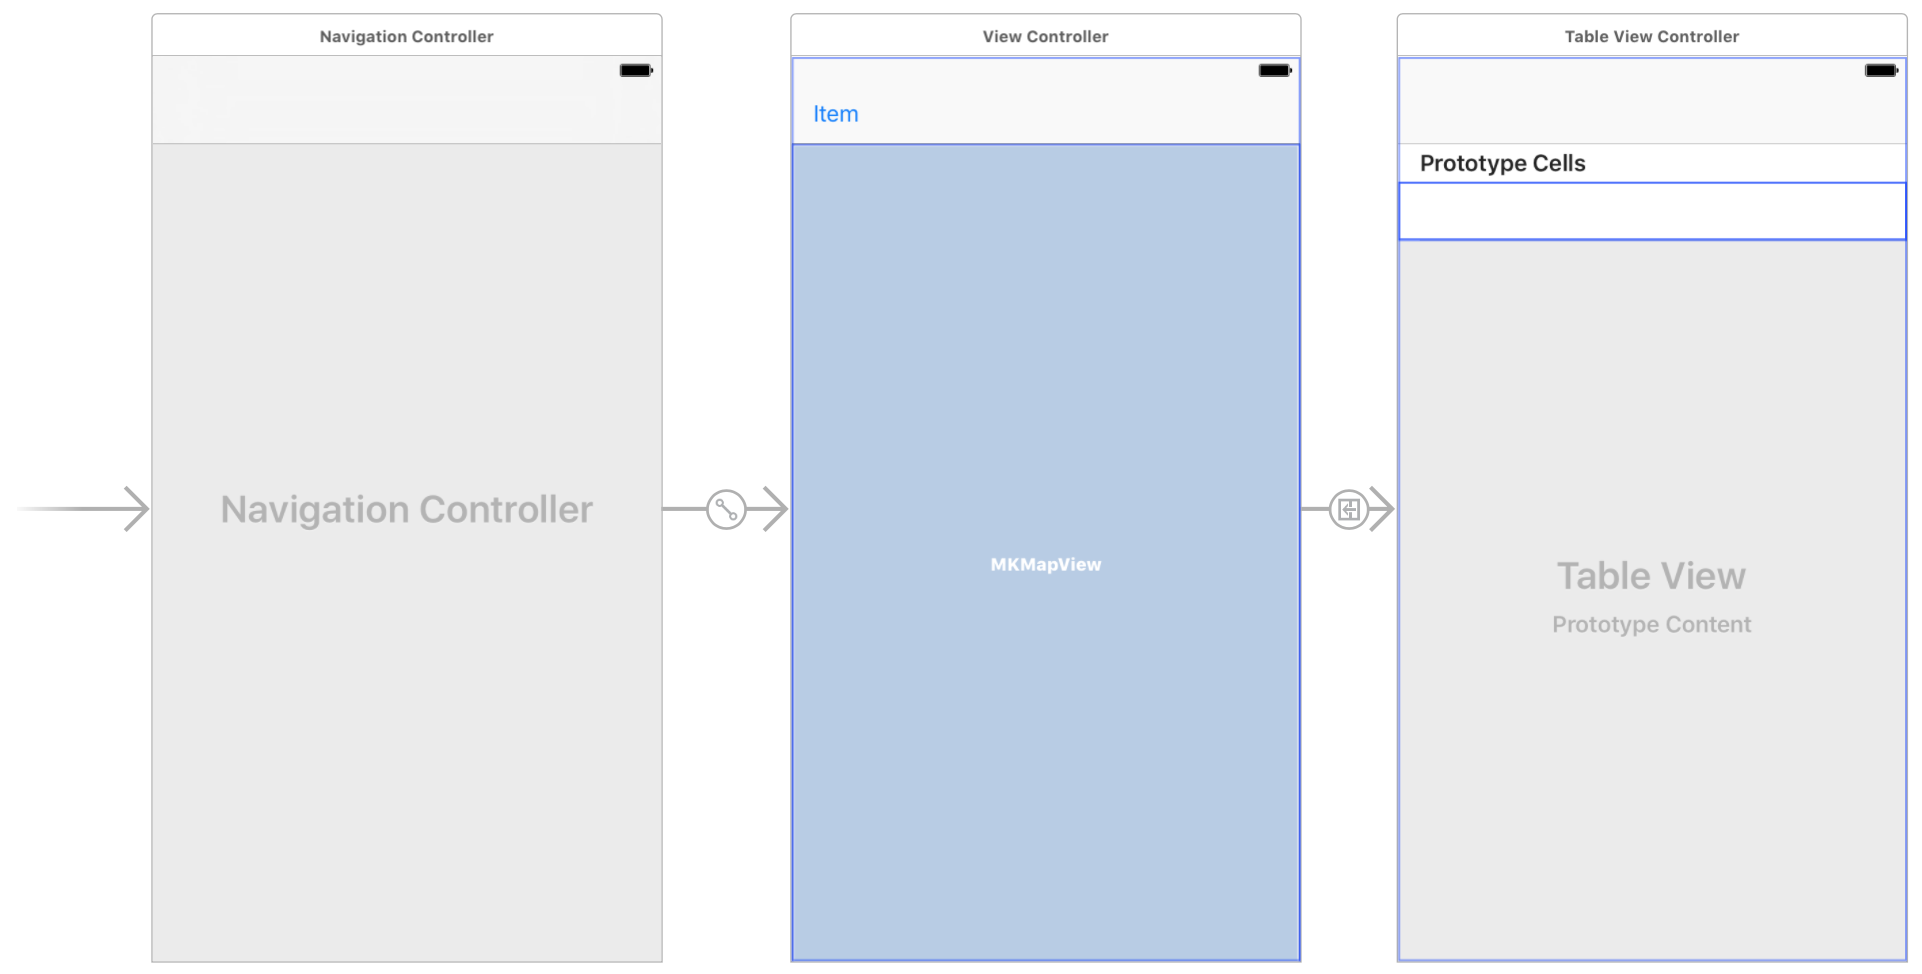 Navigation Controller
View Controller
Table View Controller
Item
Prototype Cells
Navigation Controller
MKMapView
Table View
Prototype Content